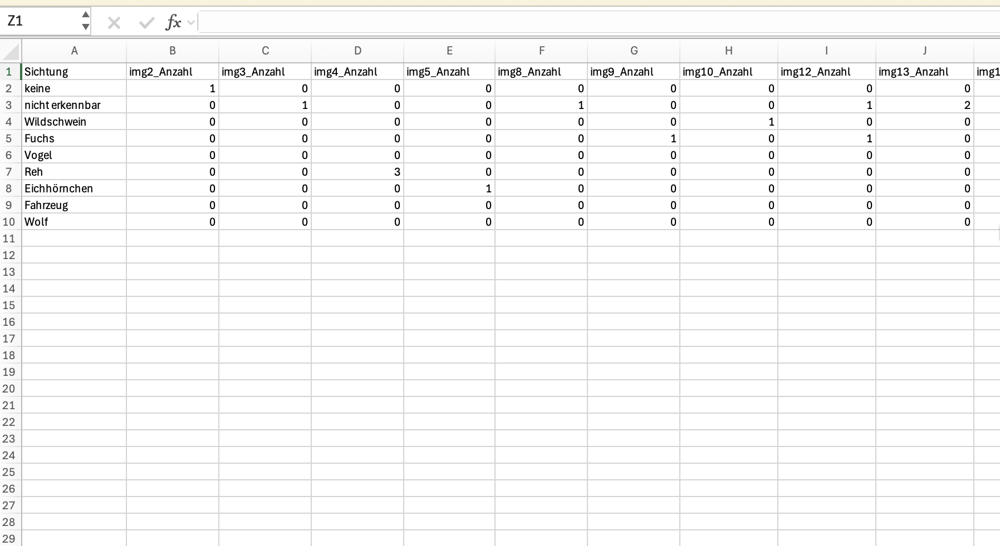 Z1 fx
A B C D E F G H I J
1 Sichtung img2_Anzahl img3_Anzahl img4_Anzahl img5_Anzahl img8_Anzahl img9_Anzahl img10_Anzahl img12_Anzahl img13_Anzahl img1
2 keine 1 0 0 0 0 0 0 0 0
3 nicht erkennbar 0 1 0 0 1 0 0 1 2
4 Wildschwein 0 0 0 0 0 0 1 0 0
5 Fuchs 0 0 0 0 0 1 0 1 0
6 Vogel 0 0 0 0 0 0 0 0 0
7 Reh 0 0 3 0 0 0 0 0 0
8 Eichhörnchen 0 0 0 1 0 0 0 0 0
9 Fahrzeug 0 0 0 0 0 0 0 0 0
10 Wolf 0 0 0 0 0 0 0 0 0
11
12
13
14
15
16
17
18
19
20
21
22
23
24
25
26
27
28
29